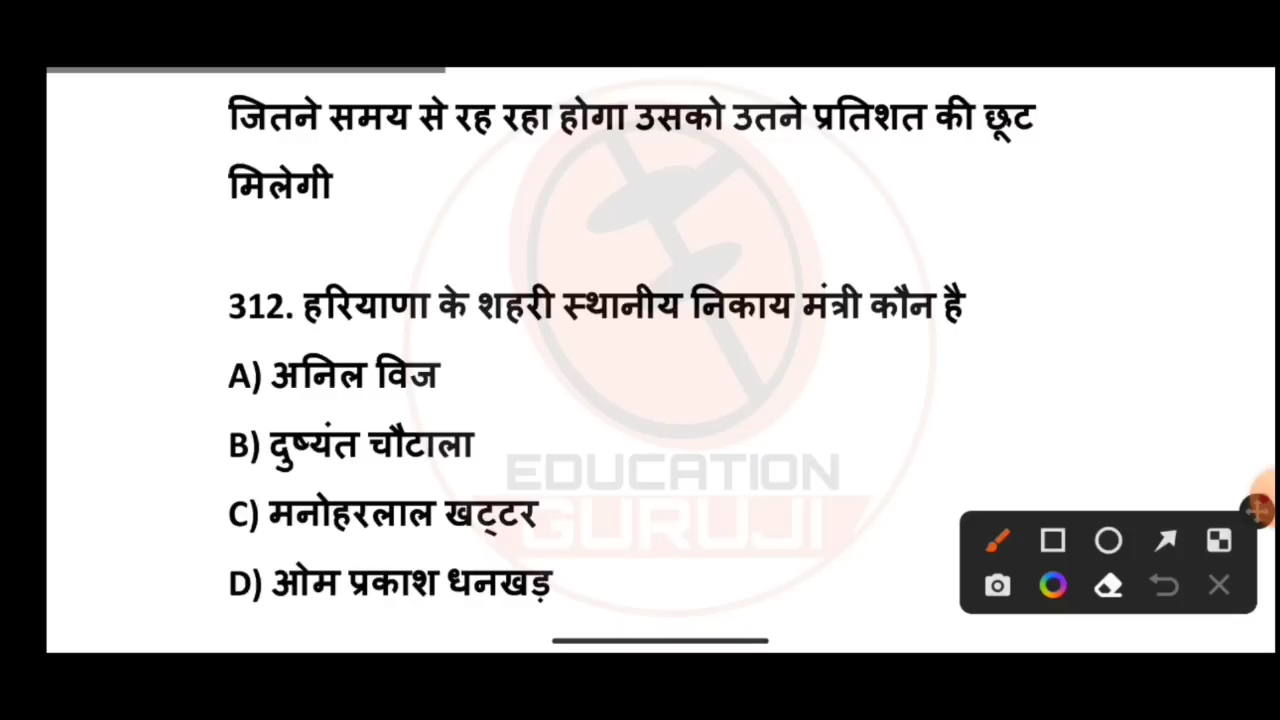 जितने समय से रह रहा होगा उसको उतने प्रतिशत की छूट
मिलेगी
312. हरियाणा के शहरी स्थानीय निकाय मंत्री कौन है
A) अनिल विज
B) दुष्यंत चौटाला
C) मनोहरलाल खट्टर
D) ओम प्रकाश धनखड़
EDUCATION
GURUJI